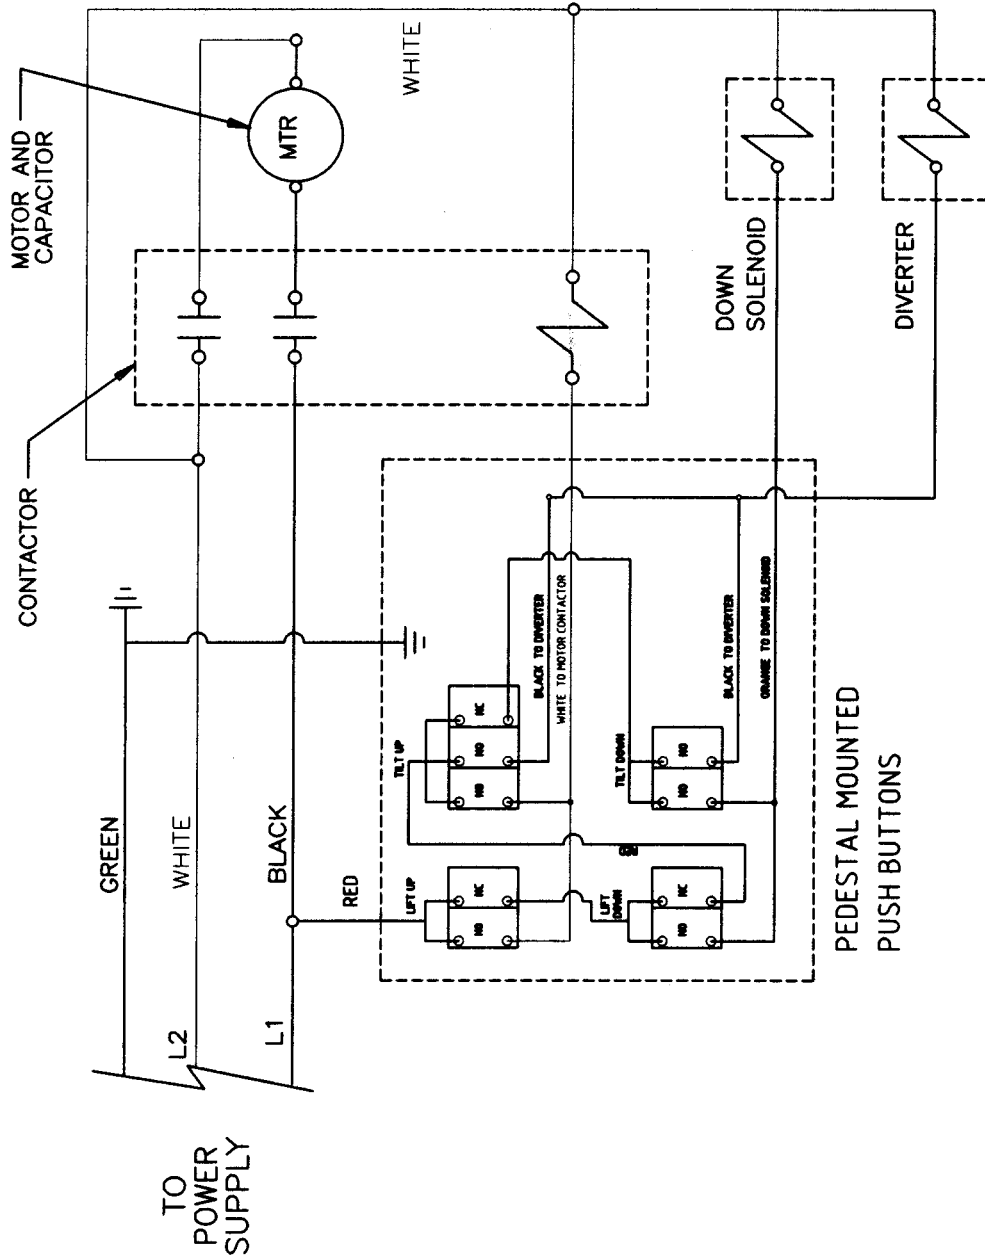 TO
POWER
SUPPLY
GREEN
L2
WHITE
L1
BLACK
RED
CONTACTOR
MOTOR AND
CAPACITOR
MTR
WHITE
LIFT UP
NO
NC
TILT UP
NO
NO
NC
BLACK TO DIVERTER
WHITE TO MOTOR CONTACTOR
LIFT
DOWN
NO
NC
TILT DOWN
NO
NO
BLACK TO DIVERTER
ORANGE TO DOWN SOLENOID
DOWN
SOLENOID
DIVERTER
PEDESTAL MOUNTED
PUSH BUTTONS